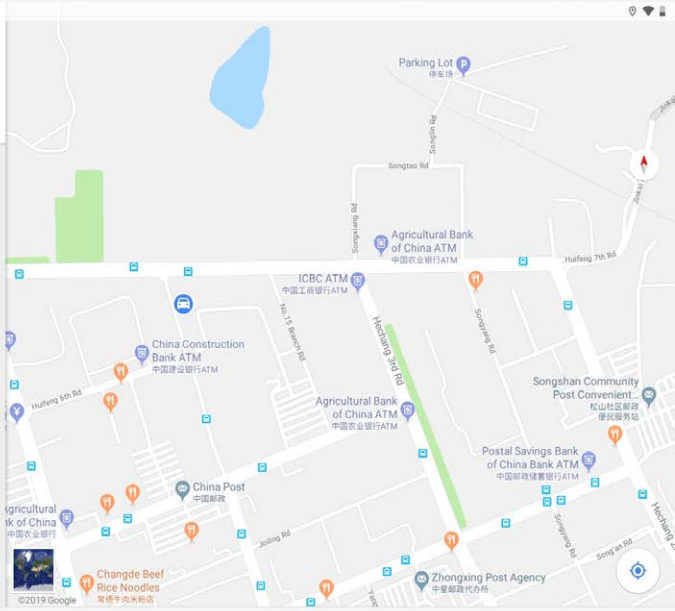 Parking Lot
停车场
Jinkai
Songlin Rd
Songtao Rd
Jinkai
Songxiang Rd
Agricultural Bank
of China ATM
中国农业银行ATM
Huifeng 7th Rd
ICBC ATM
中国工商银行ATM
No.15 Branch Rd
Hechang 3rd Rd
Songyang Rd
China Construction
Bank ATM
中国建设银行ATM
Songshan Community
Post Convenient...
松山社区邮政
便民服务站
Huifeng 6th Rd
Agricultural Bank
of China ATM
中国农业银行ATM
Postal Savings Bank
of China Bank ATM
中国邮政储蓄银行ATM
China Post
中国邮政
Agricultural
nk of China
中国农业银行
Hechang 2
Songyang Rd
Jinling Rd
Song'an Rd
Changde Beef
Rice Noodles
常德牛肉米粉店
Zhongxing Post Agency
中星邮政代办所
Yang
©2019 Google